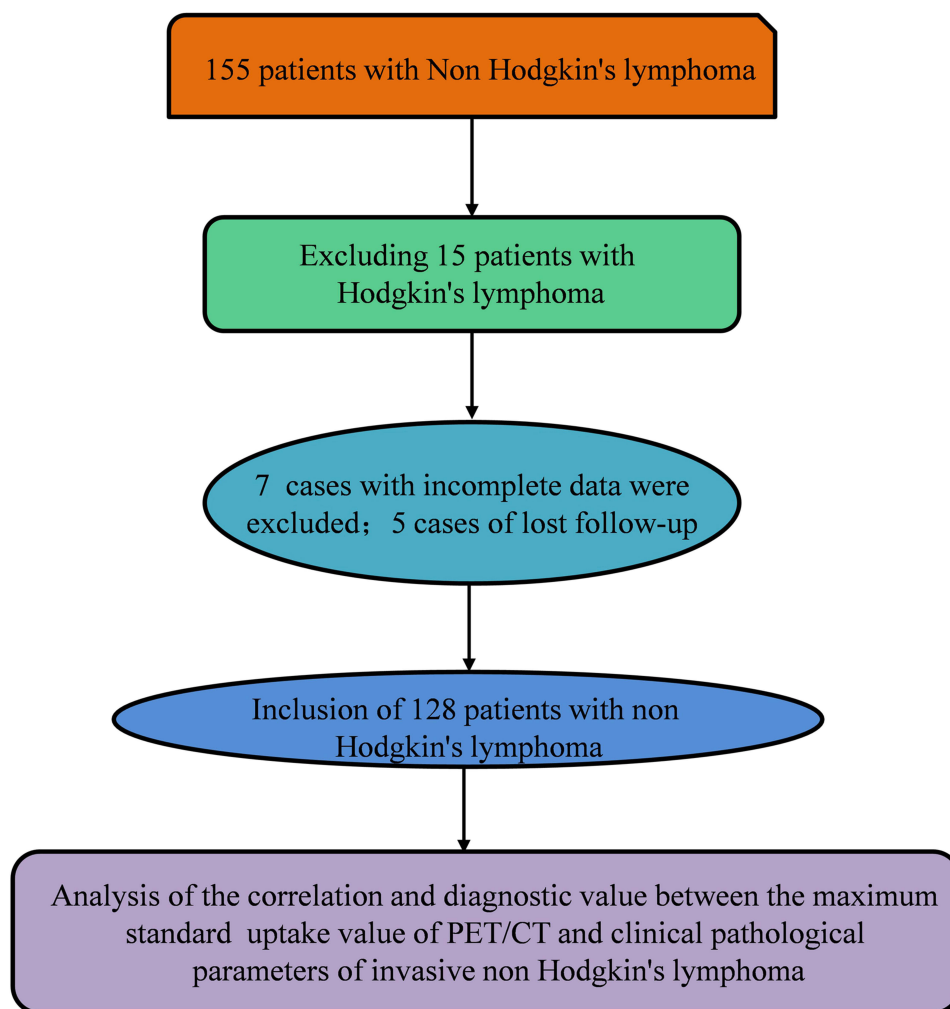 155 patients with Non Hodgkin's lymphoma
Excluding 15 patients with
Hodgkin's lymphoma
7 cases with incomplete data were
excluded；5 cases of lost follow-up
Inclusion of 128 patients with non
Hodgkin's lymphoma
Analysis of the correlation and diagnostic value between the maximum
standard uptake value of PET/CT and clinical pathological
parameters of invasive non Hodgkin's lymphoma